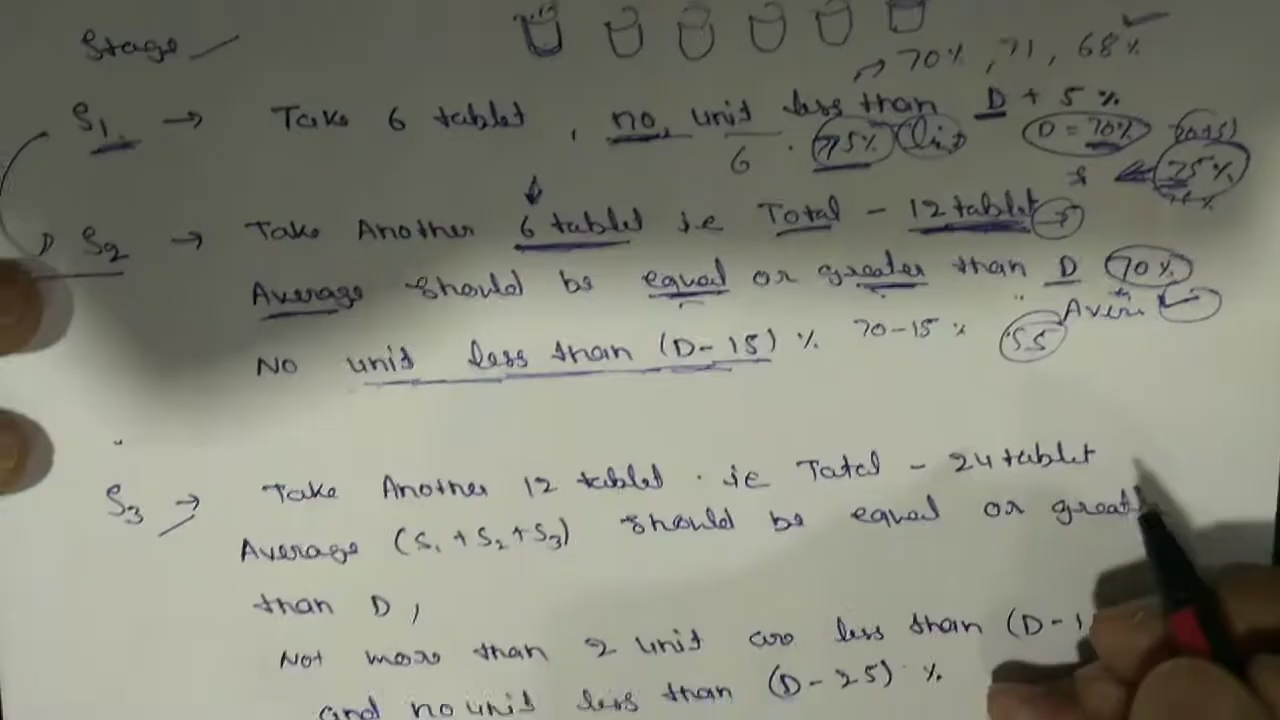 Stage
70% , 71 , 68%
S1 → Take 6 tablet , no unit less than D + 5 %
6 . 75% D = 70%
75%
S2 → Take Another 6 tablet i.e Total - 12 tablet
Average should be equal or greater than D 70%
No unit less than (D - 15) % 70-15 % 55
S3 → Take Another 12 tablet . i.e Total - 24 tablet
Average (S1 + S2 + S3) should be equal or great
than D ,
Not more than 2 unit are less than (D - 1
and no unit less than (D - 25) %